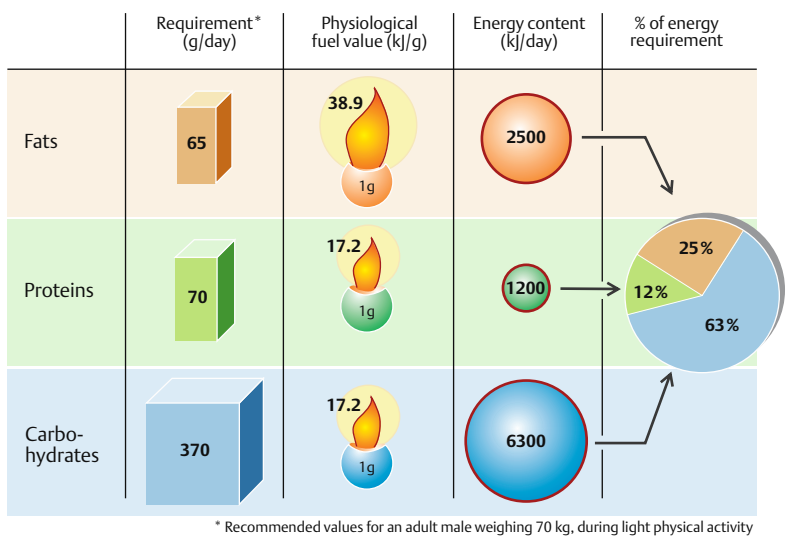 Requirement*
(g/day)
Physiological
fuel value (kJ/g)
Energy content
(kJ/day)
% of energy
requirement
Fats
65
38.9
1g
2500
Proteins
70
17.2
1g
1200
25%
12%
63%
Carbo-
hydrates
370
17.2
1g
6300
* Recommended values for an adult male weighing 70 kg, during light physical activity